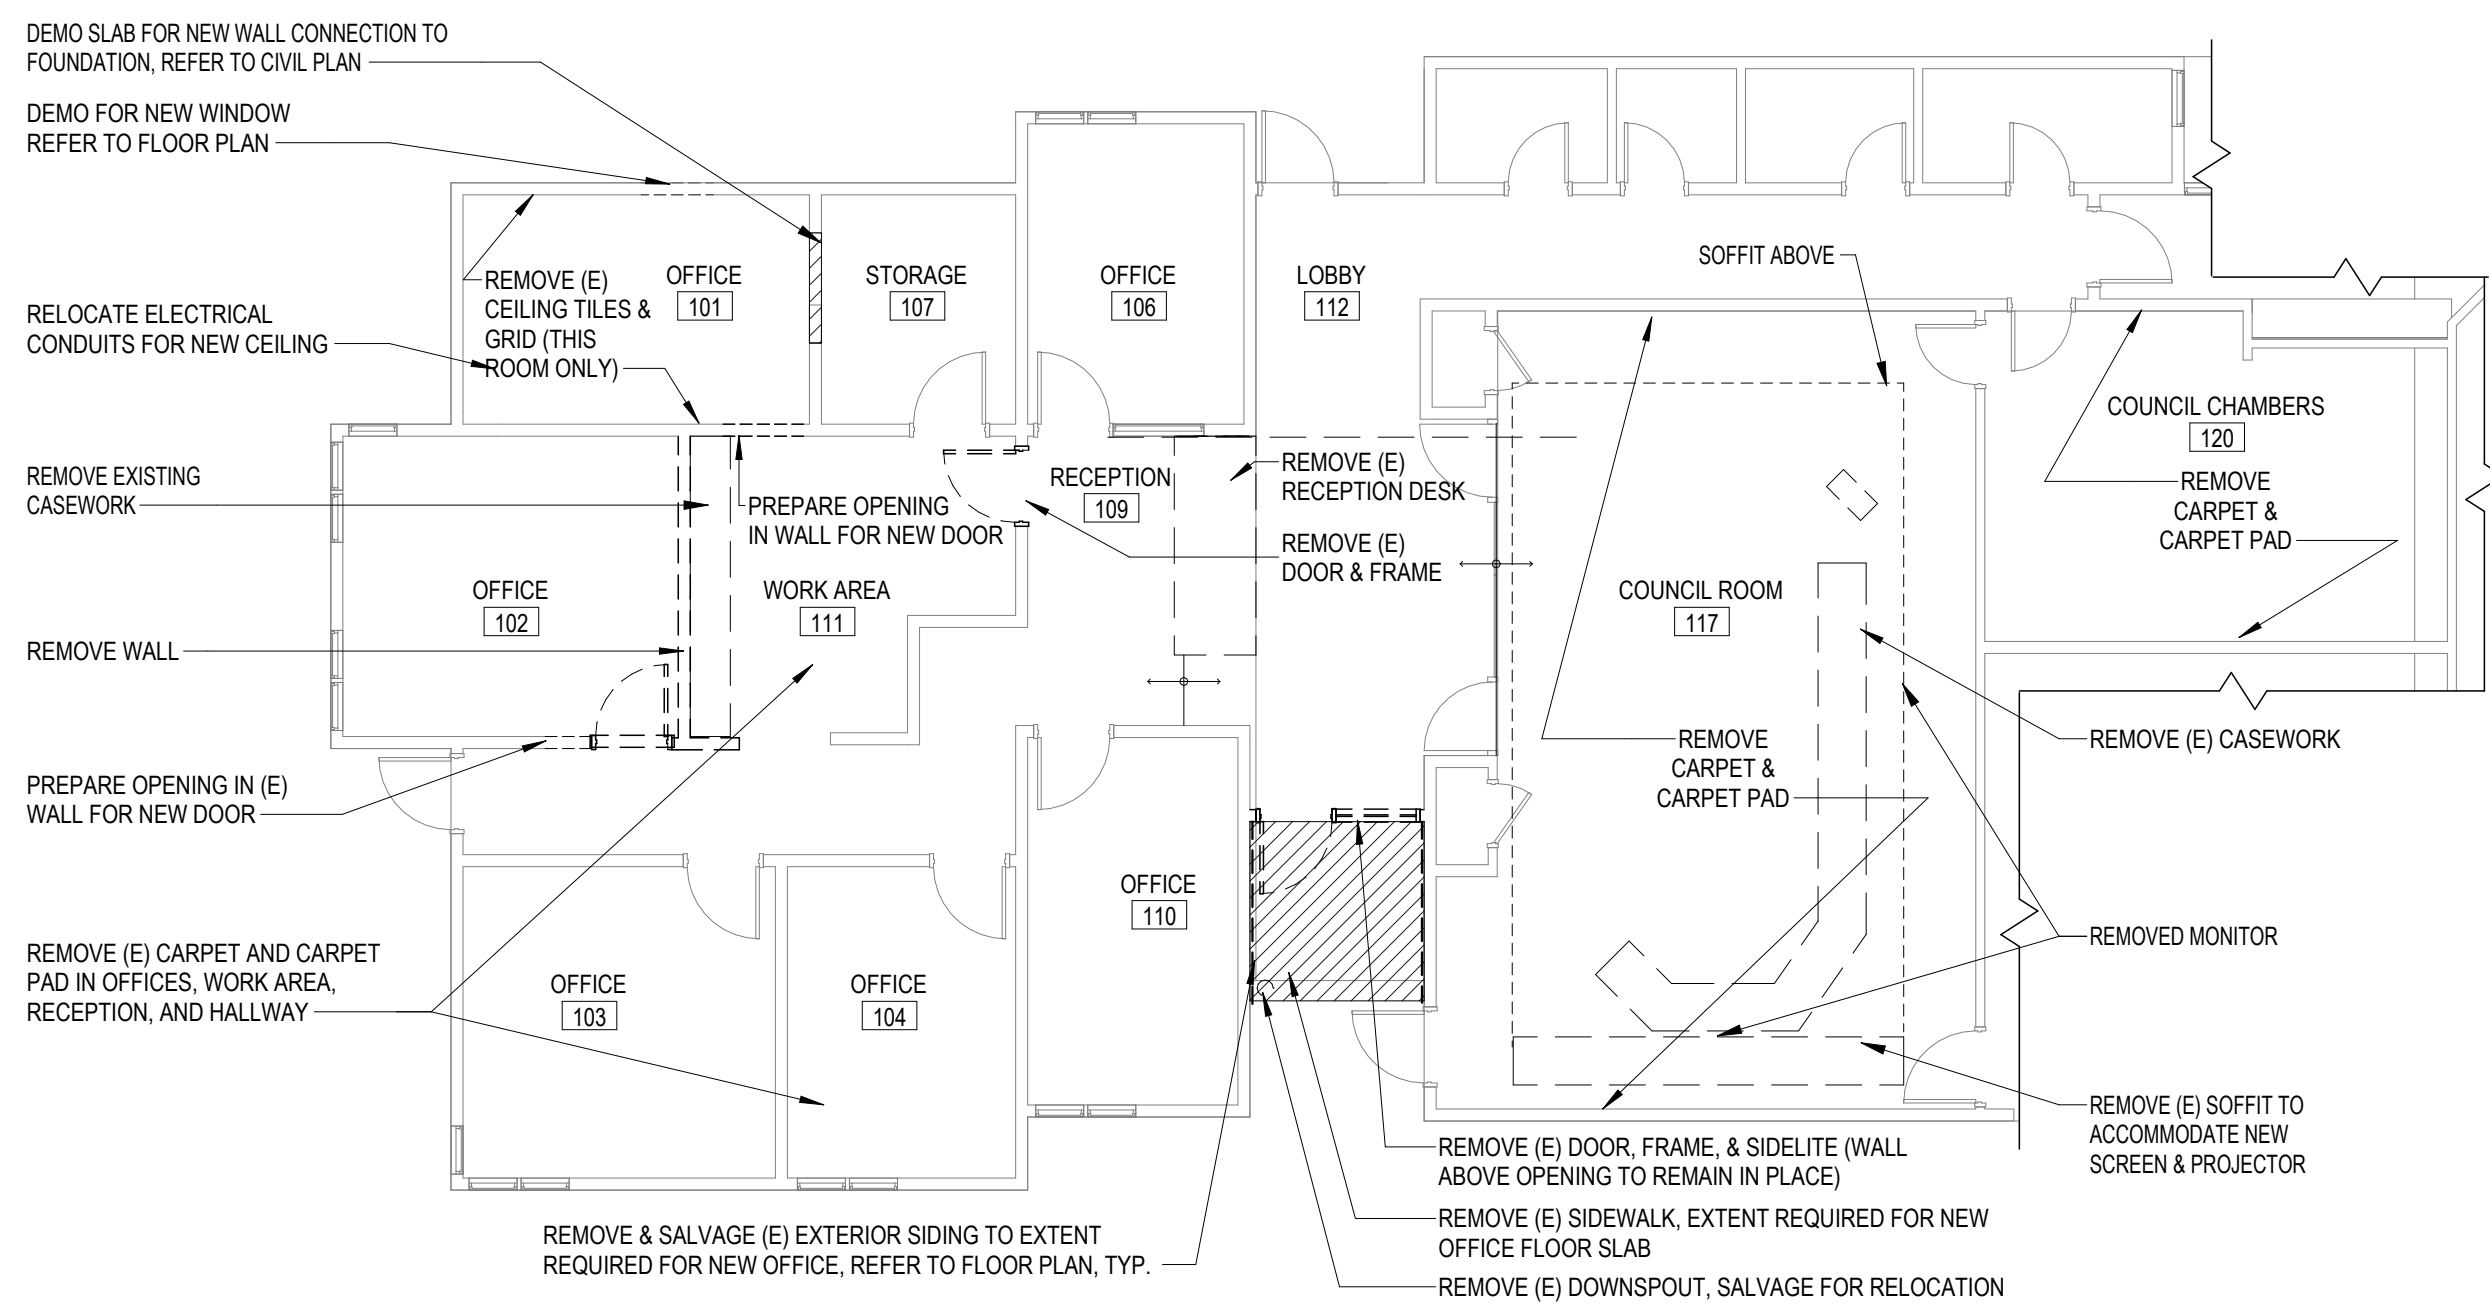 DEMO SLAB FOR NEW WALL CONNECTION TO
FOUNDATION, REFER TO CIVIL PLAN
DEMO FOR NEW WINDOW
REFER TO FLOOR PLAN
RELOCATE ELECTRICAL
CONDUITS FOR NEW CEILING
REMOVE EXISTING
CASEWORK
REMOVE WALL
PREPARE OPENING IN (E)
WALL FOR NEW DOOR
REMOVE (E) CARPET AND CARPET
PAD IN OFFICES, WORK AREA,
RECEPTION, AND HALLWAY
REMOVE (E)
CEILING TILES &
GRID (THIS
ROOM ONLY)
OFFICE
101
STORAGE
107
OFFICE
106
LOBBY
112
SOFFIT ABOVE
COUNCIL CHAMBERS
120
REMOVE
CARPET &
CARPET PAD
RECEPTION
109
REMOVE (E)
RECEPTION DESK
PREPARE OPENING
IN WALL FOR NEW DOOR
REMOVE (E)
DOOR & FRAME
OFFICE
102
WORK AREA
111
COUNCIL ROOM
117
REMOVE
CARPET &
CARPET PAD
REMOVE (E) CASEWORK
REMOVED MONITOR
OFFICE
110
OFFICE
103
OFFICE
104
REMOVE (E) SOFFIT TO
ACCOMMODATE NEW
SCREEN & PROJECTOR
REMOVE (E) DOOR, FRAME, & SIDELITE (WALL
ABOVE OPENING TO REMAIN IN PLACE)
REMOVE & SALVAGE (E) EXTERIOR SIDING TO EXTENT
REQUIRED FOR NEW OFFICE, REFER TO FLOOR PLAN, TYP.
REMOVE (E) SIDEWALK, EXTENT REQUIRED FOR NEW
OFFICE FLOOR SLAB
REMOVE (E) DOWNSPOUT, SALVAGE FOR RELOCATION